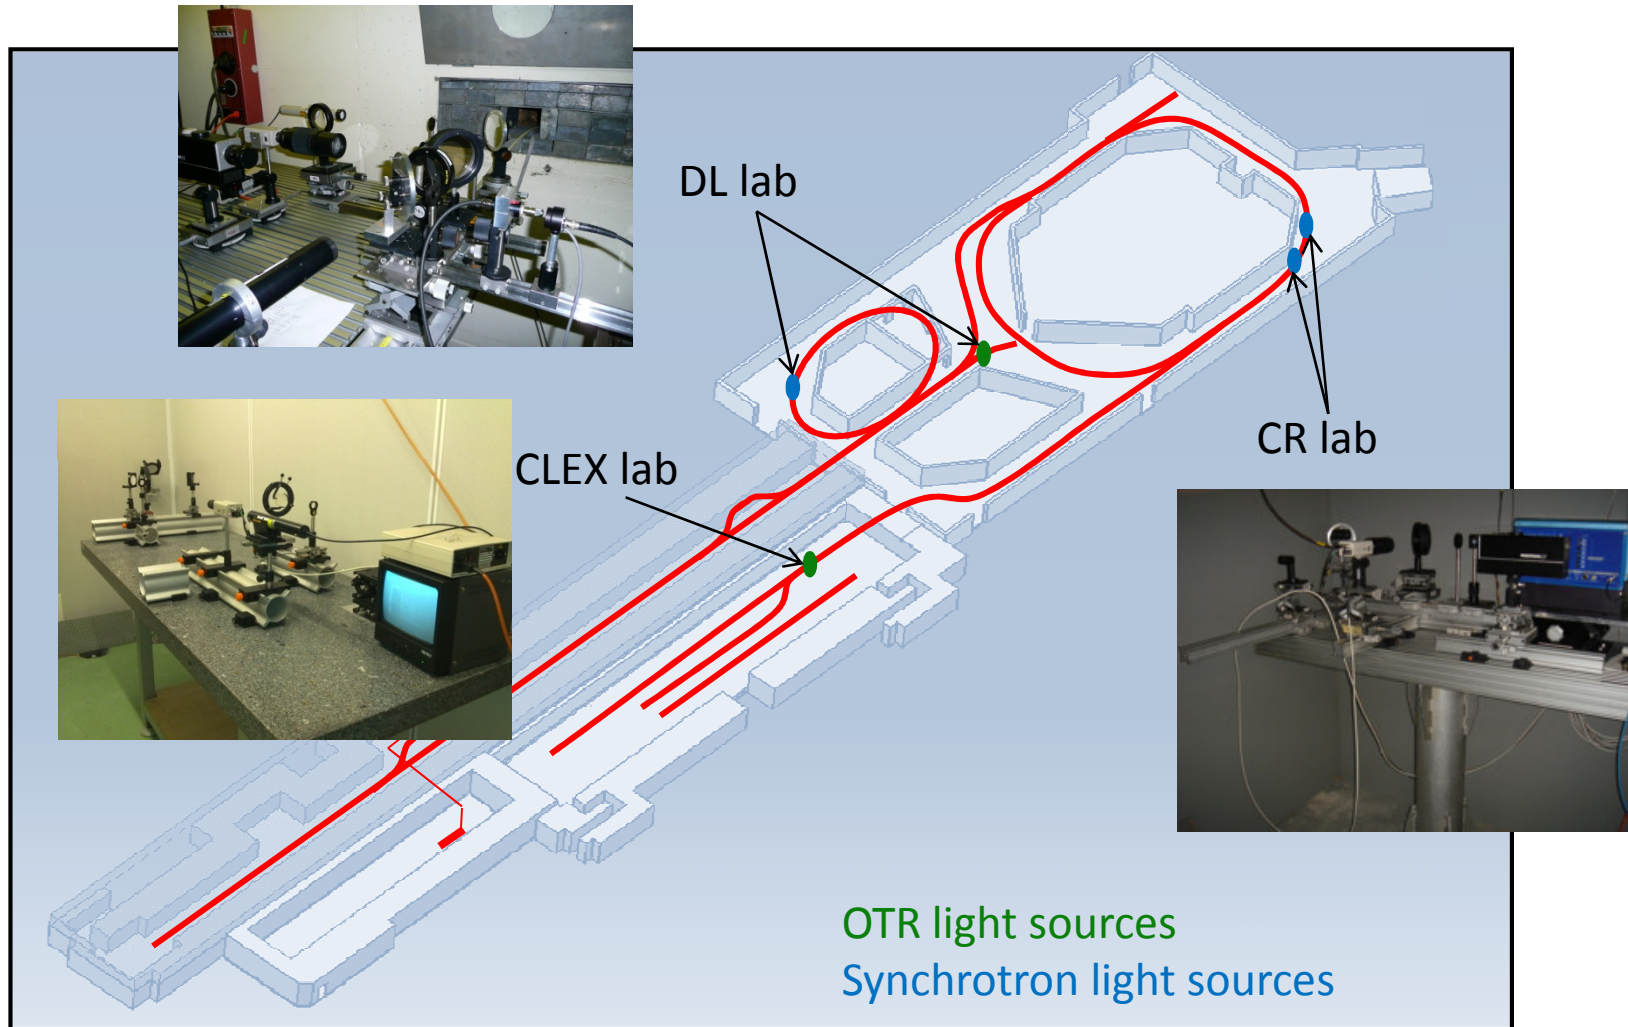 DL lab
CLEX lab
CR lab
OTR light sources
Synchrotron light sources